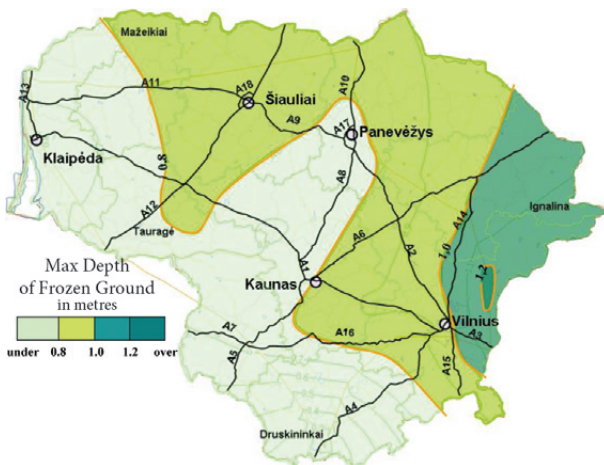 Mažeikiai
A13
A11
A18
Šiauliai
A10
A9
A17
Panevėžys
Klaipėda
0.8
A12
A8
A14
Ignalina
Tauragė
A6
1.0
A2
A1
1.2
Max Depth
of Frozen Ground
in metres
Kaunas
under 0.8 1.0 1.2 over
A7
A16
Vilnius
A3
A5
A15
A4
Druskininkai